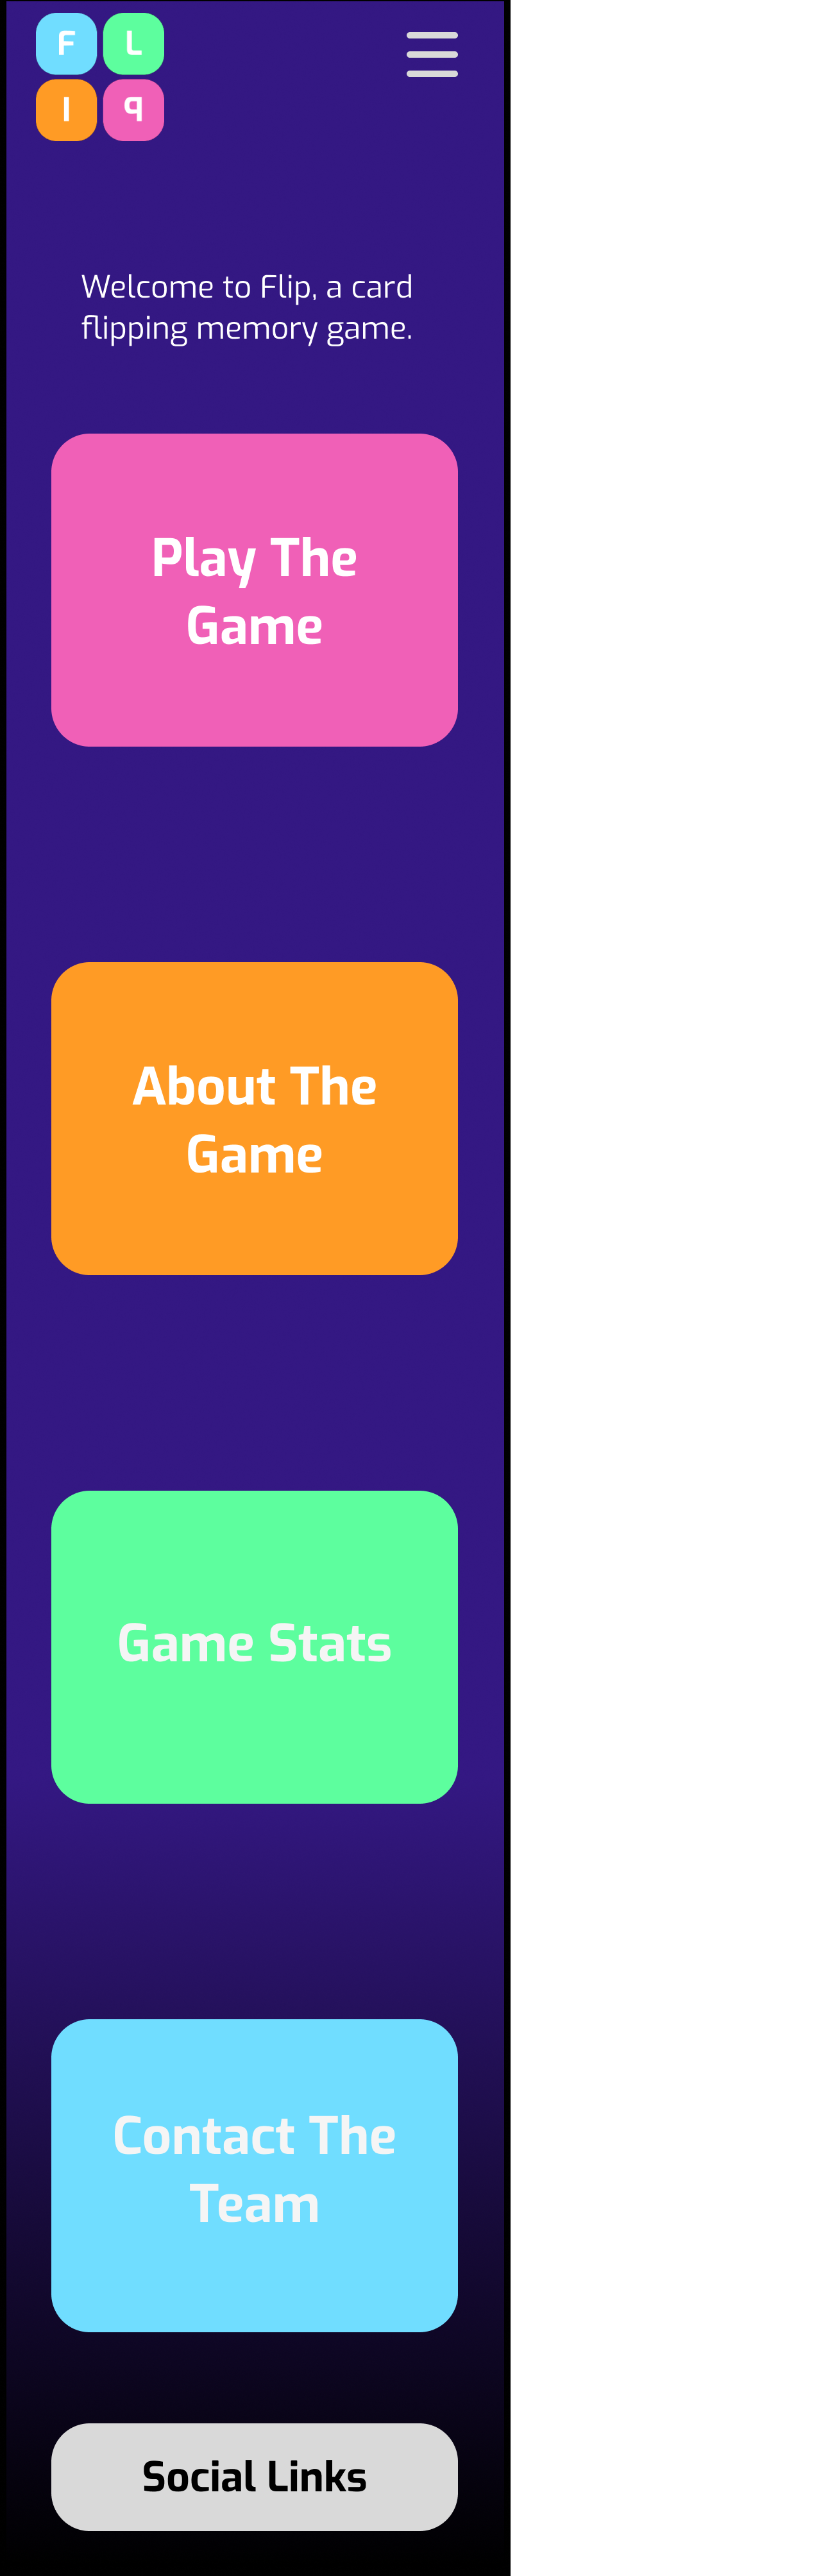 F L
I P
Welcome to Flip, a card
flipping memory game.
Play The
Game
About The
Game
Game Stats
Contact The
Team
Social Links